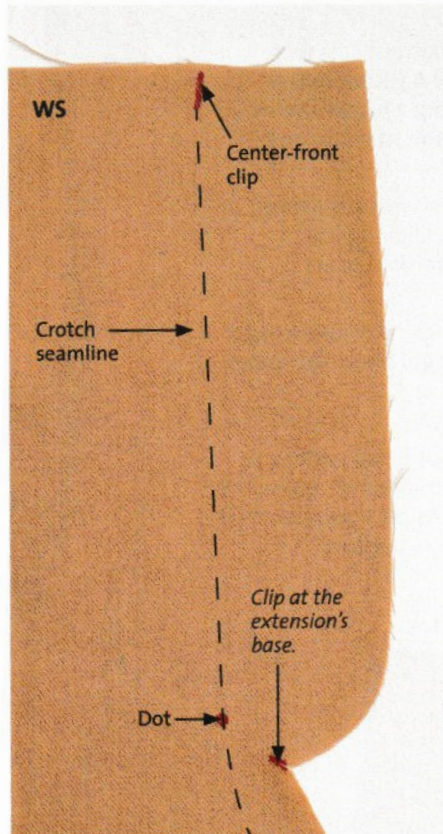 WS
Center-front
clip
Crotch
seamline
Clip at the
extension's
base.
Dot